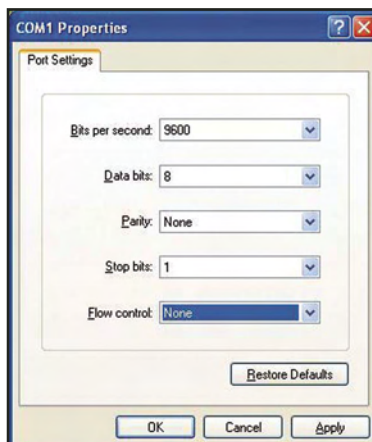 COM1 Properties
Port Settings
Bits per second: 9600
Data bits: 8
Parity: None
Stop bits: 1
Flow control: None
Restore Defaults
OK Cancel Apply